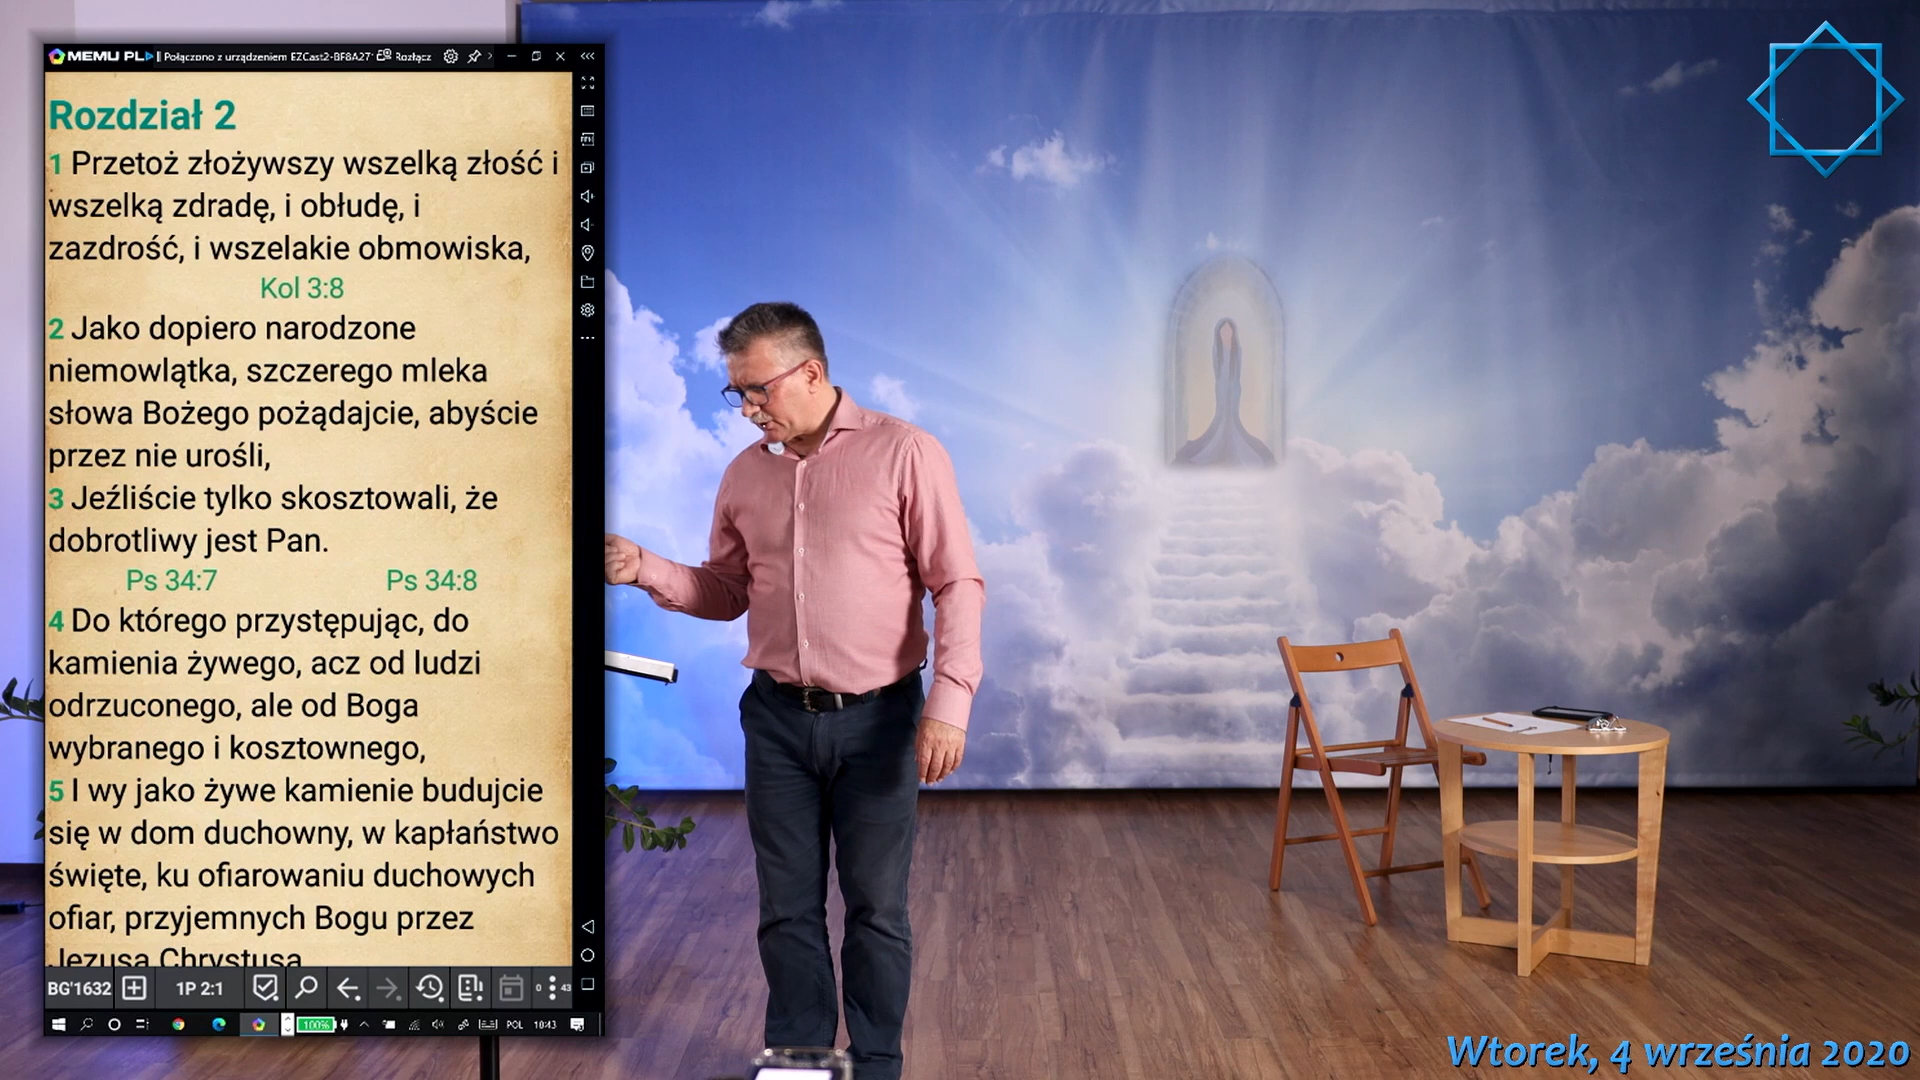 MEMU PL
Połączono z urządzeniem EZCast2-BF8A27
Rozłącz
Rozdział 2
1 Przetoż złożywszy wszelką złość i
wszelką zdradę, i obłudę, i
zazdrość, i wszelakie obmowiska,
Kol 3:8
2 Jako dopiero narodzone
niemowlątka, szczerego mleka
słowa Bożego pożądajcie, abyście
przez nie urośli,
3 Jeźliście tylko skosztowali, że
dobrotliwy jest Pan.
Ps 34:7 Ps 34:8
4 Do którego przystępując, do
kamienia żywego, acz od ludzi
odrzuconego, ale od Boga
wybranego i kosztownego,
5 I wy jako żywe kamienie budujcie
się w dom duchowny, w kapłaństwo
święte, ku ofiarowaniu duchowych
ofiar, przyjemnych Bogu przez
Jezusa Chrystusa
BG'1632 1P 2:1 0 43
100% POL 10:43
Wtorek, 4 września 2020